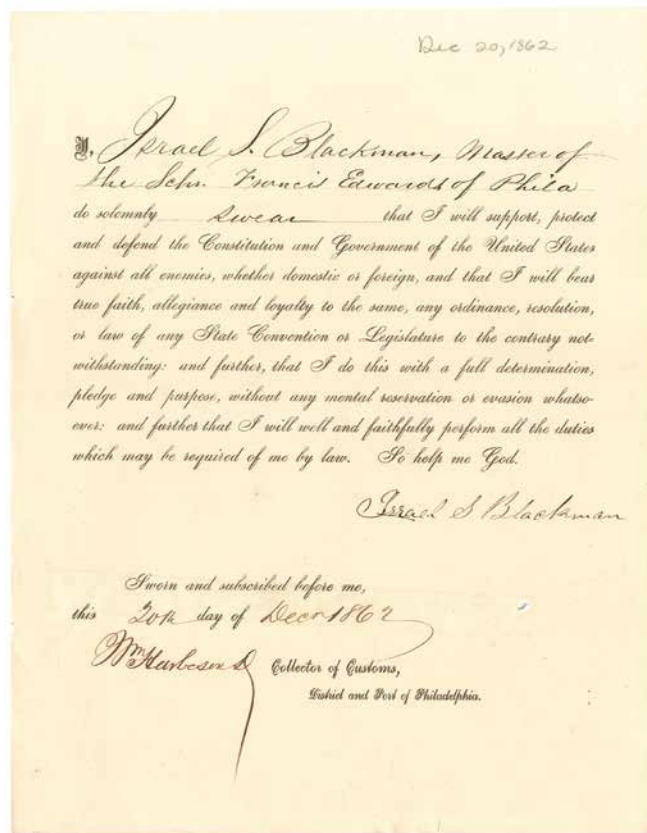 Dec 20, 1862
I, Israel S. Blackman, Master of
the Schr. Francis Edwards of Phila
do solemnly swear that I will support, protect
and defend the Constitution and Government of the United States
against all enemies, whether domestic or foreign, and that I will bear
true faith, allegiance and loyalty to the same, any ordinance, resolution,
or law of any State Convention or Legislature to the contrary not-
withstanding: and further, that I do this with a full determination,
pledge and purpose, without any mental reservation or evasion whatso-
ever: and further that I will well and faithfully perform all the duties
which may be required of me by law. So help me God.
Israel S Blackman
Sworn and subscribed before me,
this 20th day of Decr 1862
Wm Harbeson D Collector of Customs,
District and Port of Philadelphia.